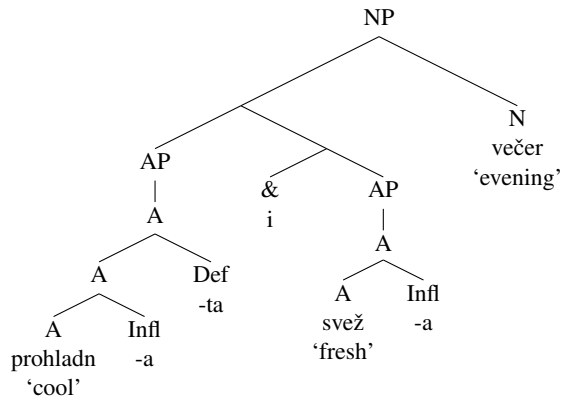 NP
N
večer
‘evening’
AP
&
i
AP
A
A
A
Def
-ta
A
svež
‘fresh’
Infl
-a
A
prohladn
‘cool’
Infl
-a